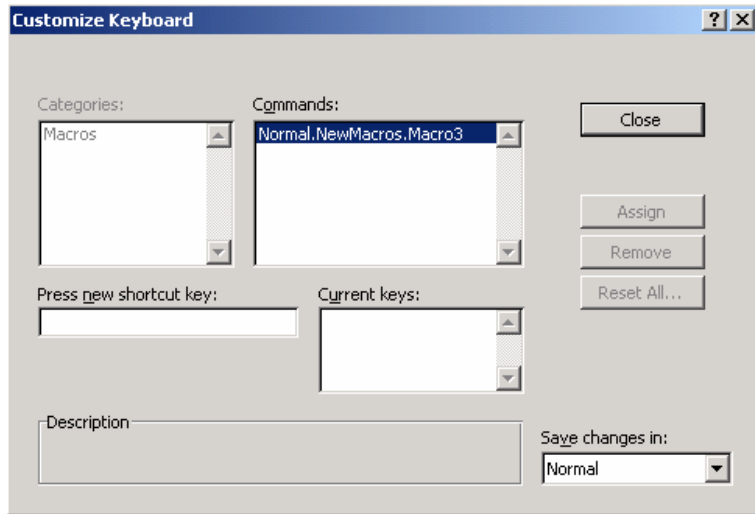 Customize Keyboard
Categories:
Commands:
Macros
Normal.NewMacros.Macro3
Close
Assign
Remove
Reset All...
Press new shortcut key:
Current keys:
Description
Save changes in:
Normal